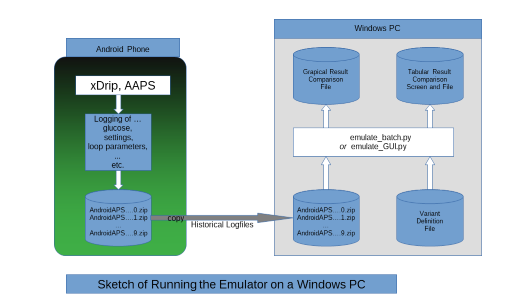 Android Phone
xDrip, AAPS
Logging of ...
glucose,
settings,
loop parameters,
...
etc.
AndroidAPS....0.zip
AndroidAPS....1.zip
AndroidAPS....9.zip
copy
Historical Logfiles
Windows PC
Grapical Result
Comparison
File
Tabular Result
Comparison
Screen and File
emulate_batch.py
or emulate_GUI.py
AndroidAPS....0.zip
AndroidAPS....1.zip
AndroidAPS....9.zip
Variant
Definition
File
Sketch of Running the Emulator on a Windows PC